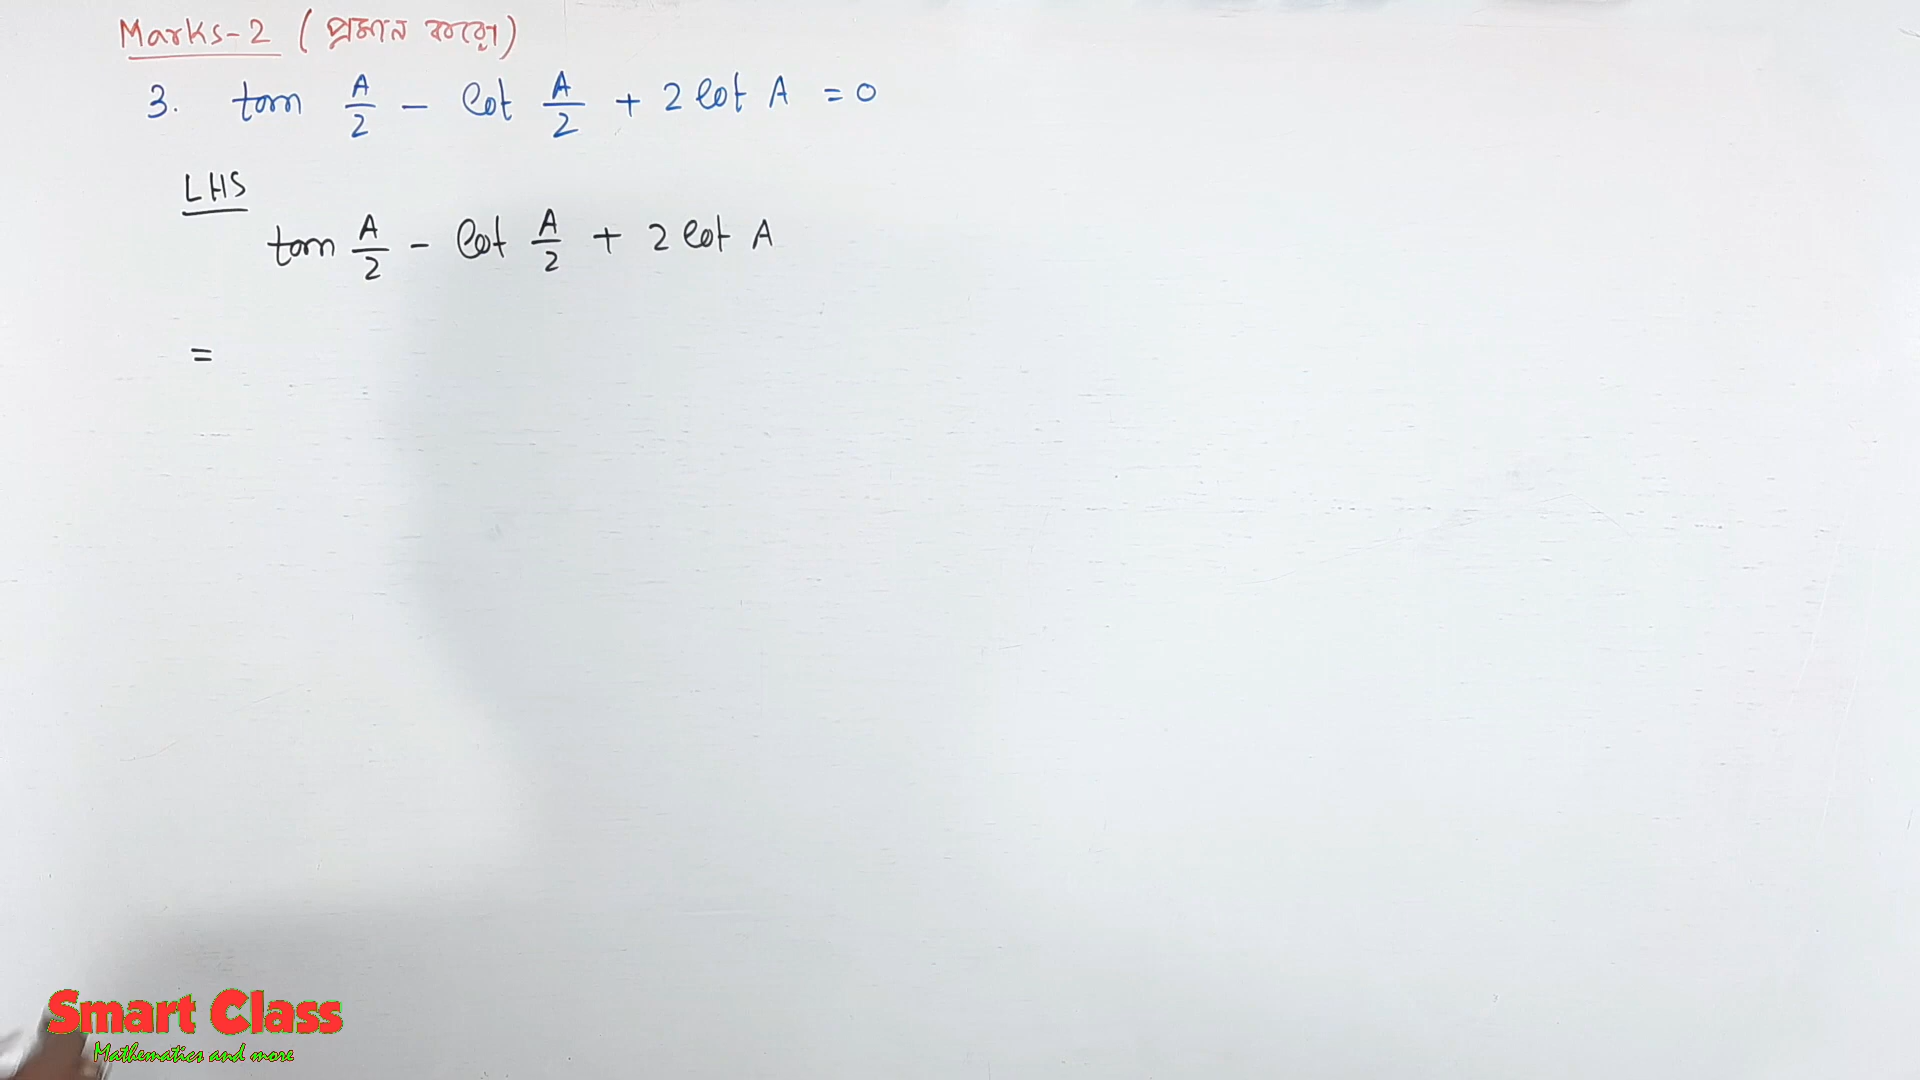 Marks-2 (প্রমাণ করো)
3. tan A/2 - Cot A/2 + 2 Cot A = 0
LHS
tan A/2 - Cot A/2 + 2 Cot A
=
Smart Class
Mathematics and more